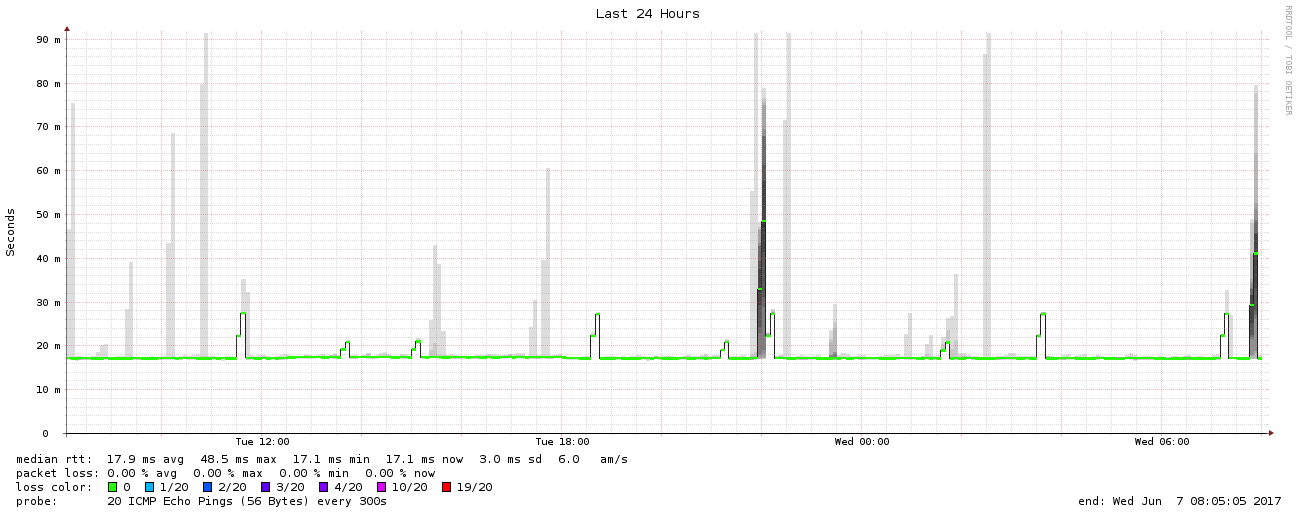 Last 24 Hours
RRDTOOL / TOBI OETIKER
Seconds
90 m
80 m
70 m
60 m
50 m
40 m
30 m
20 m
10 m
0
Tue 12:00 Tue 18:00 Wed 00:00 Wed 06:00
median rtt: 17.9 ms avg 48.5 ms max 17.1 ms min 17.1 ms now 3.0 ms sd 6.0 am/s
packet loss: 0.00 % avg 0.00 % max 0.00 % min 0.00 % now
loss color: 0 1/20 2/20 3/20 4/20 10/20 19/20
probe: 20 ICMP Echo Pings (56 Bytes) every 300s end: Wed Jun 7 08:05:05 2017